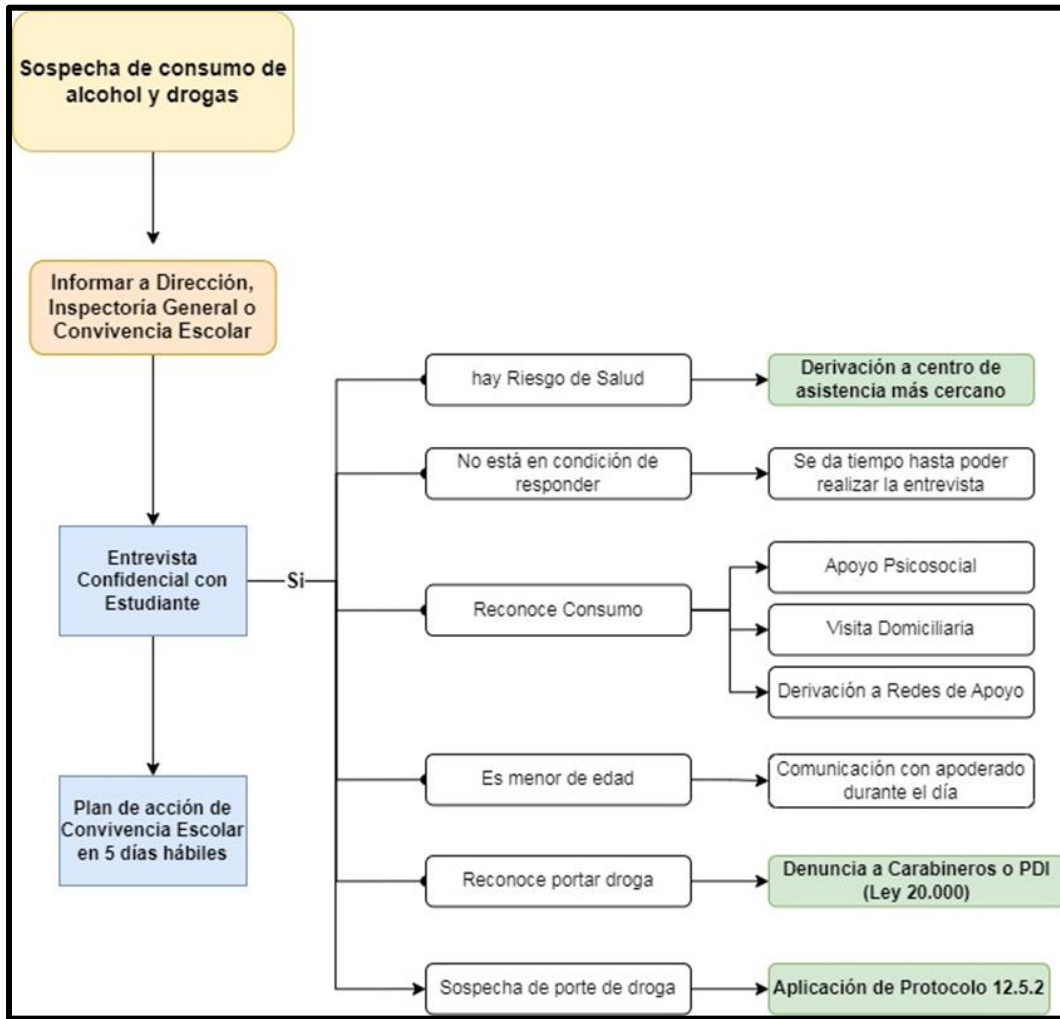 Sospecha de consumo de
alcohol y drogas
Informar a Dirección,
Inspectoría General o
Convivencia Escolar
Entrevista
Confidencial con
Estudiante
Si
Plan de acción de
Convivencia Escolar
en 5 días hábiles
hay Riesgo de Salud
Derivación a centro de
asistencia más cercano
No está en condición de
responder
Se da tiempo hasta poder
realizar la entrevista
Reconoce Consumo
Apoyo Psicosocial
Visita Domiciliaria
Derivación a Redes de Apoyo
Es menor de edad
Comunicación con apoderado
durante el día
Reconoce portar droga
Denuncia a Carabineros o PDI
(Ley 20.000)
Sospecha de porte de droga
Aplicación de Protocolo 12.5.2